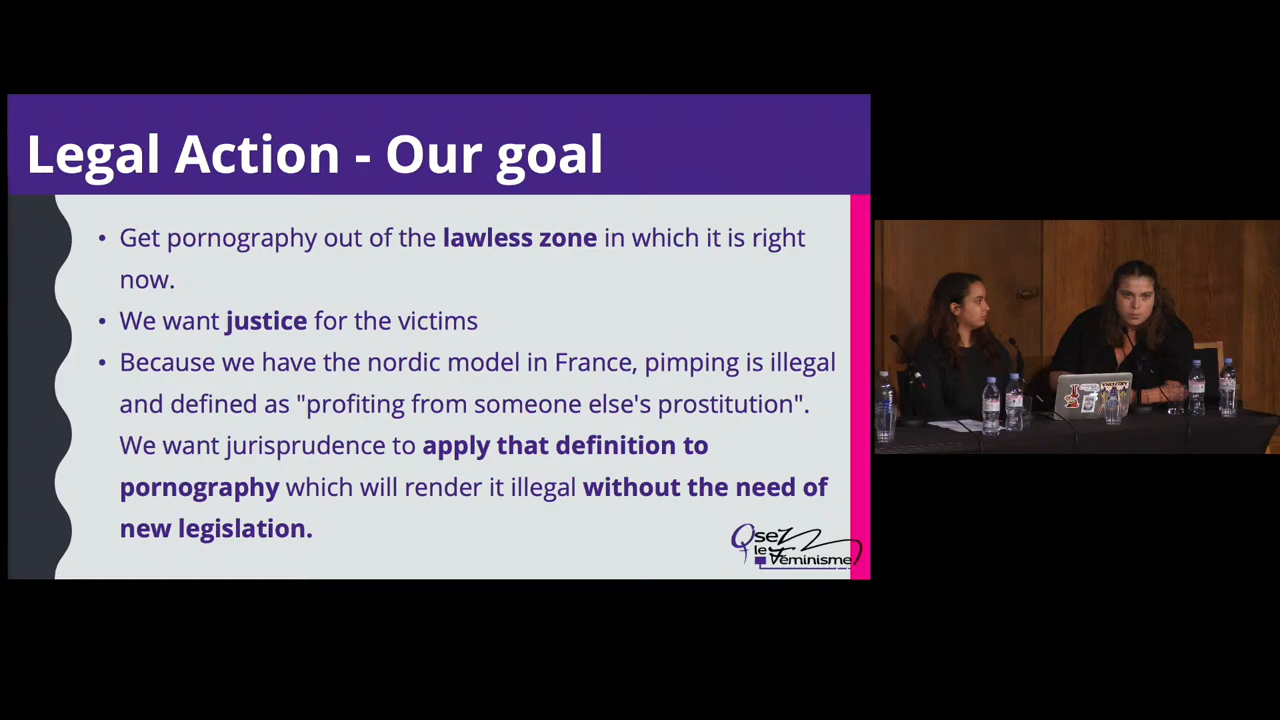 Legal Action - Our goal
• Get pornography out of the lawless zone in which it is right
now.
• We want justice for the victims
• Because we have the nordic model in France, pimping is illegal
and defined as "profiting from someone else's prostitution".
We want jurisprudence to apply that definition to
pornography which will render it illegal without the need of
new legislation.
Osez
le
Féminisme